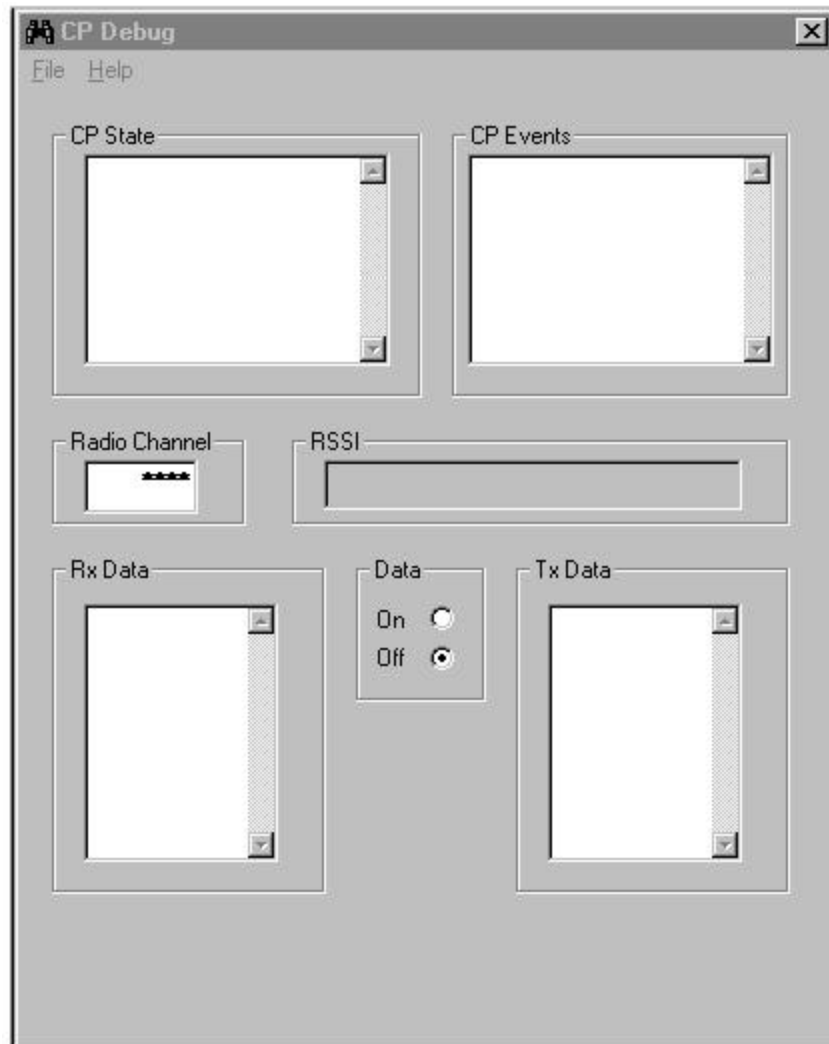 CP Debug
File Help
CP State
CP Events
Radio Channel
****
RSSI
Rx Data
Data
On
Off
Tx Data